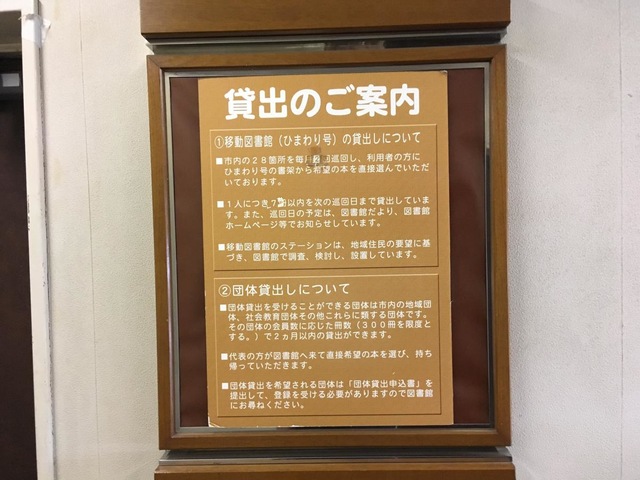 貸出のご案内
①移動図書館（ひまわり号）の貸出しについて
■市内の２８箇所を毎月2回巡回し、利用者の方に
ひまわり号の書架から希望の本を直接選んでいただ
いております。
■１人につき７冊以内を次の巡回日まで貸出していま
す。また、巡回日の予定は、図書館だより、図書館
ホームページ等でお知らせしています。
■移動図書館のステーションは、地域住民の要望に基
づき、図書館で調査、検討し、設置しています。
②団体貸出しについて
■団体貸出を受けることができる団体は市内の地域団
体、社会教育団体その他これらに類する団体です。
その団体の会員数に応じた冊数（３００冊を限度と
する。）で２ヵ月以内の貸出ができます。
■代表の方が図書館へ来て直接希望の本を選び、持ち
帰っていただきます。
■団体貸出を希望される団体は「団体貸出申込書」を
提出して、登録を受ける必要がありますので図書館
にお尋ねください。